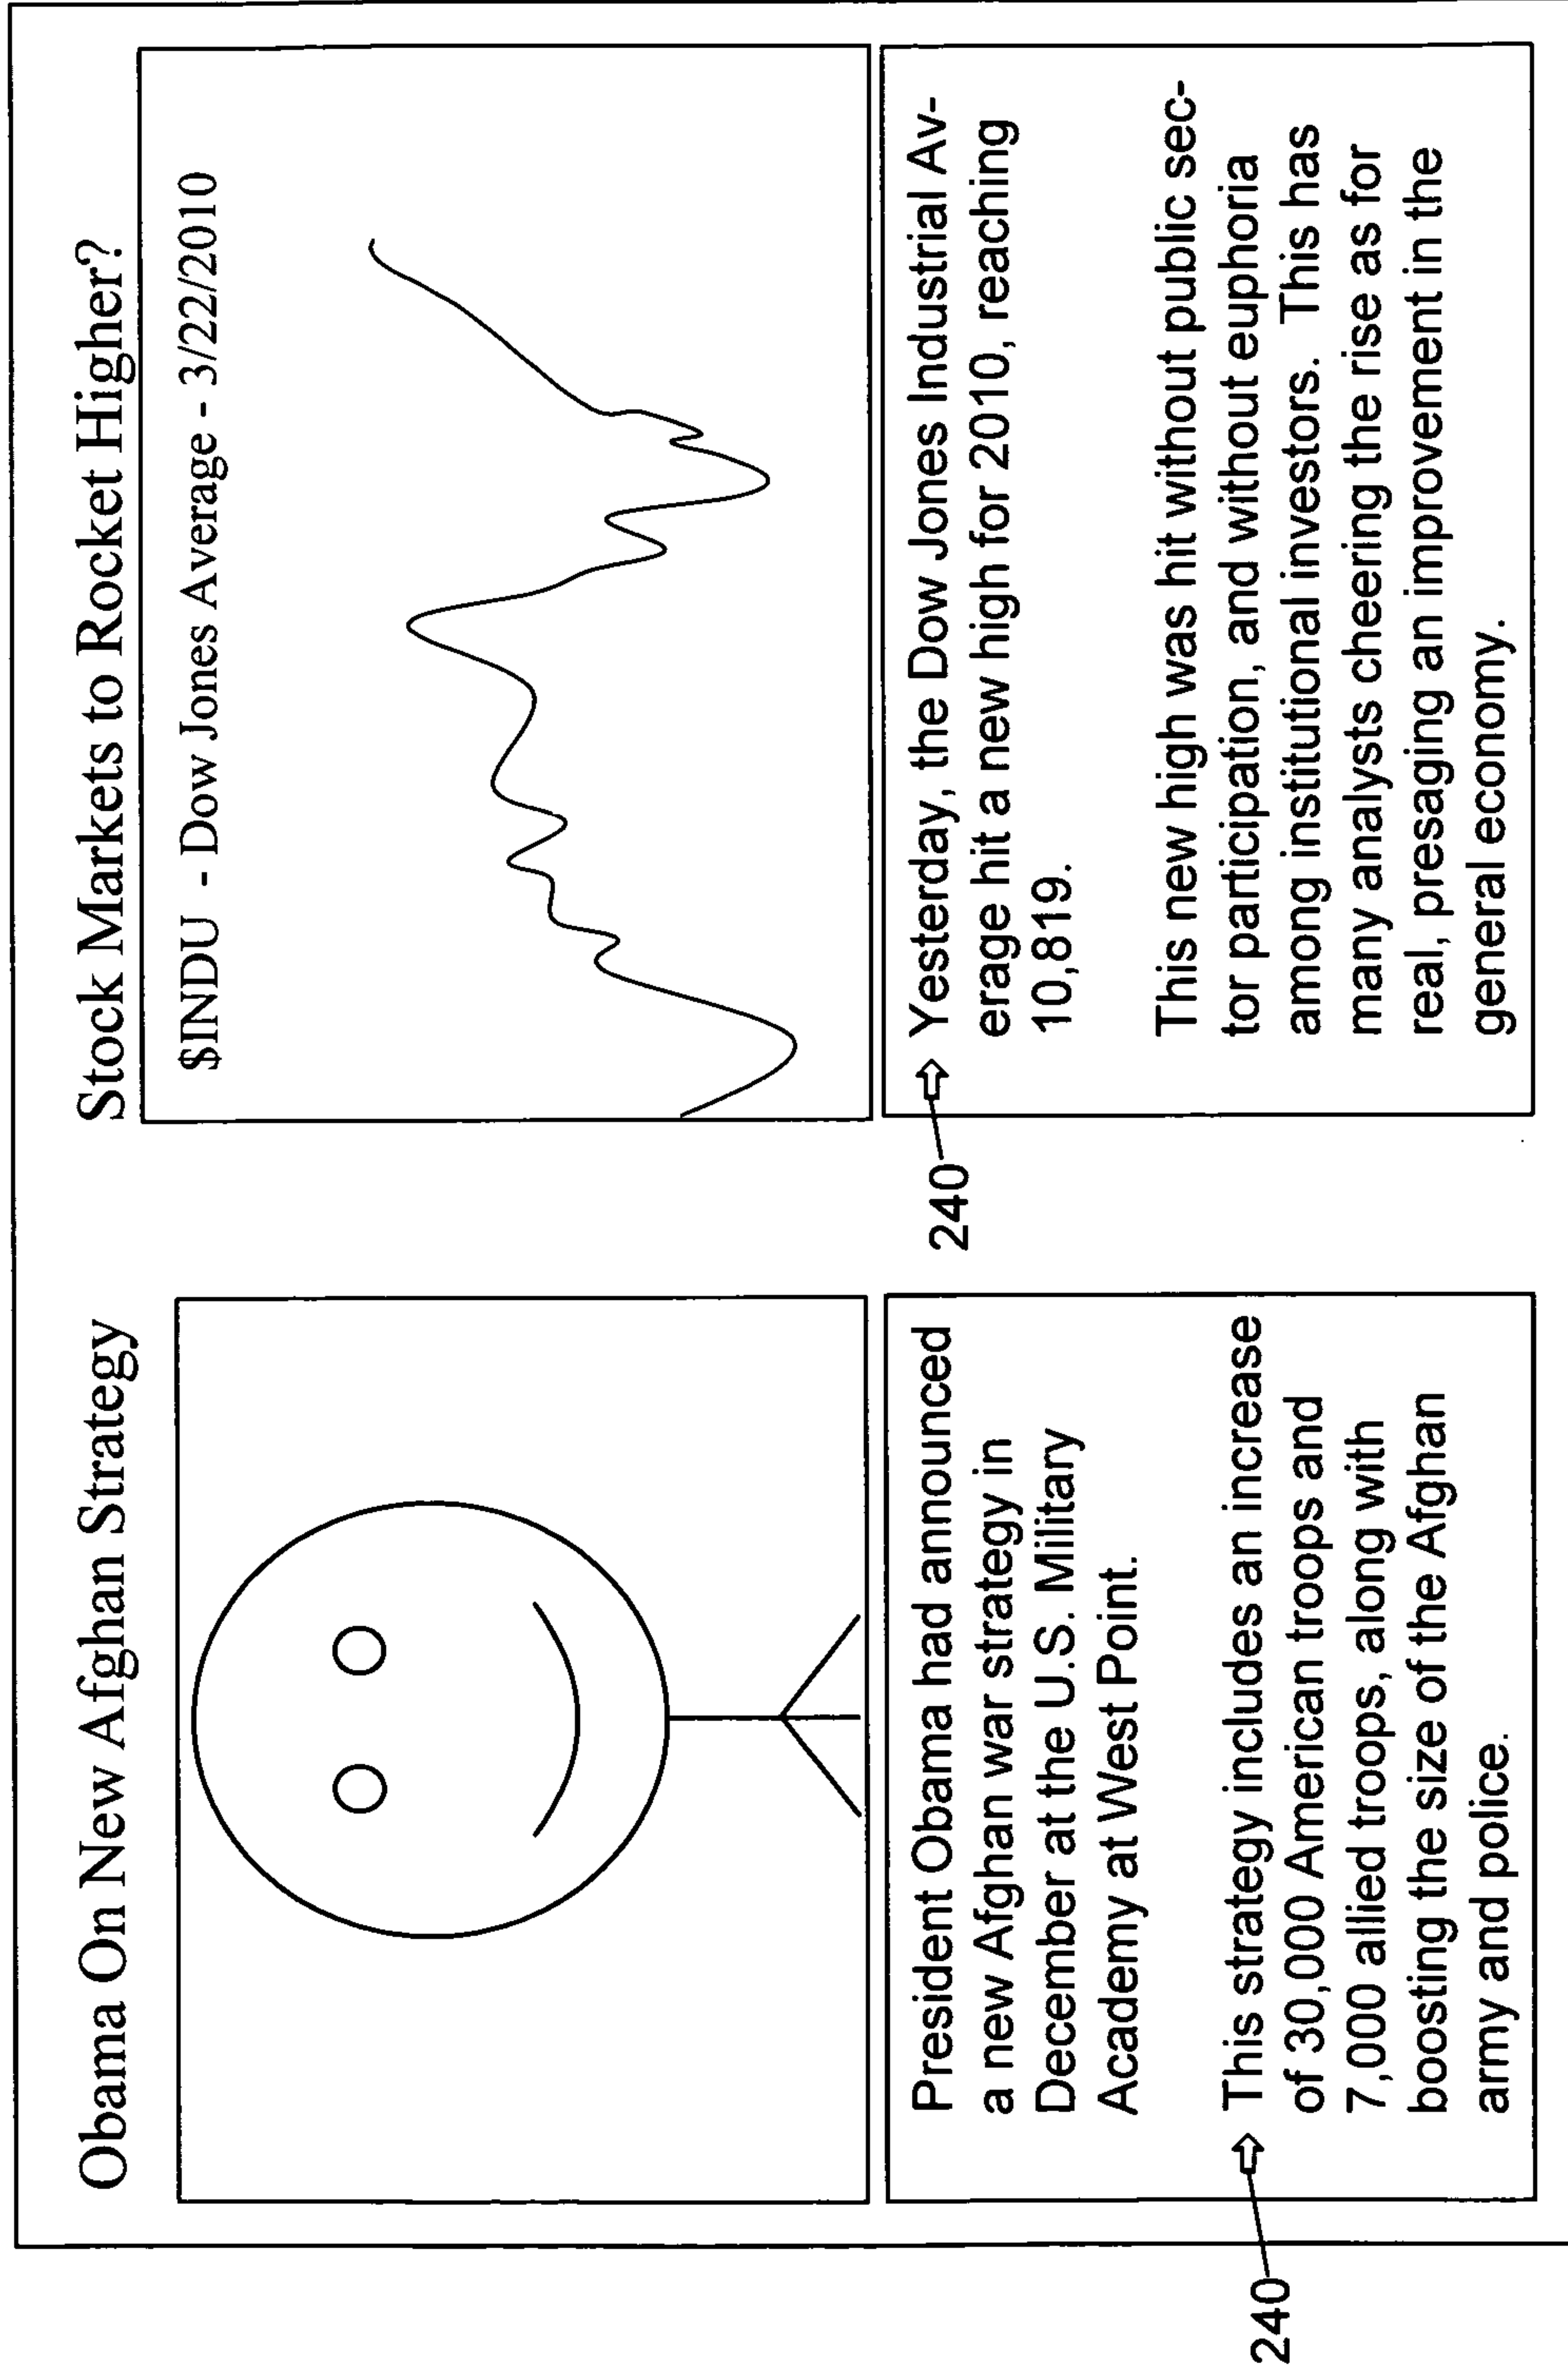 Obama On New Afghan Strategy
President Obama had announced
a new Afghan war strategy in
December at the U.S. Military
Academy at West Point.
240
This strategy includes an increase
of 30,000 American troops and
7,000 allied troops, along with
boosting the size of the Afghan
army and police.
Stock Markets to Rocket Higher?
$INDU - Dow Jones Average - 3/22/2010
240
Yesterday, the Dow Jones Industrial Av-
erage hit a new high for 2010, reaching
10,819.
This new high was hit without public sec-
tor participation, and without euphoria
among institutional investors. This has
many analysts cheering the rise as for
real, presaging an improvement in the
general economy.